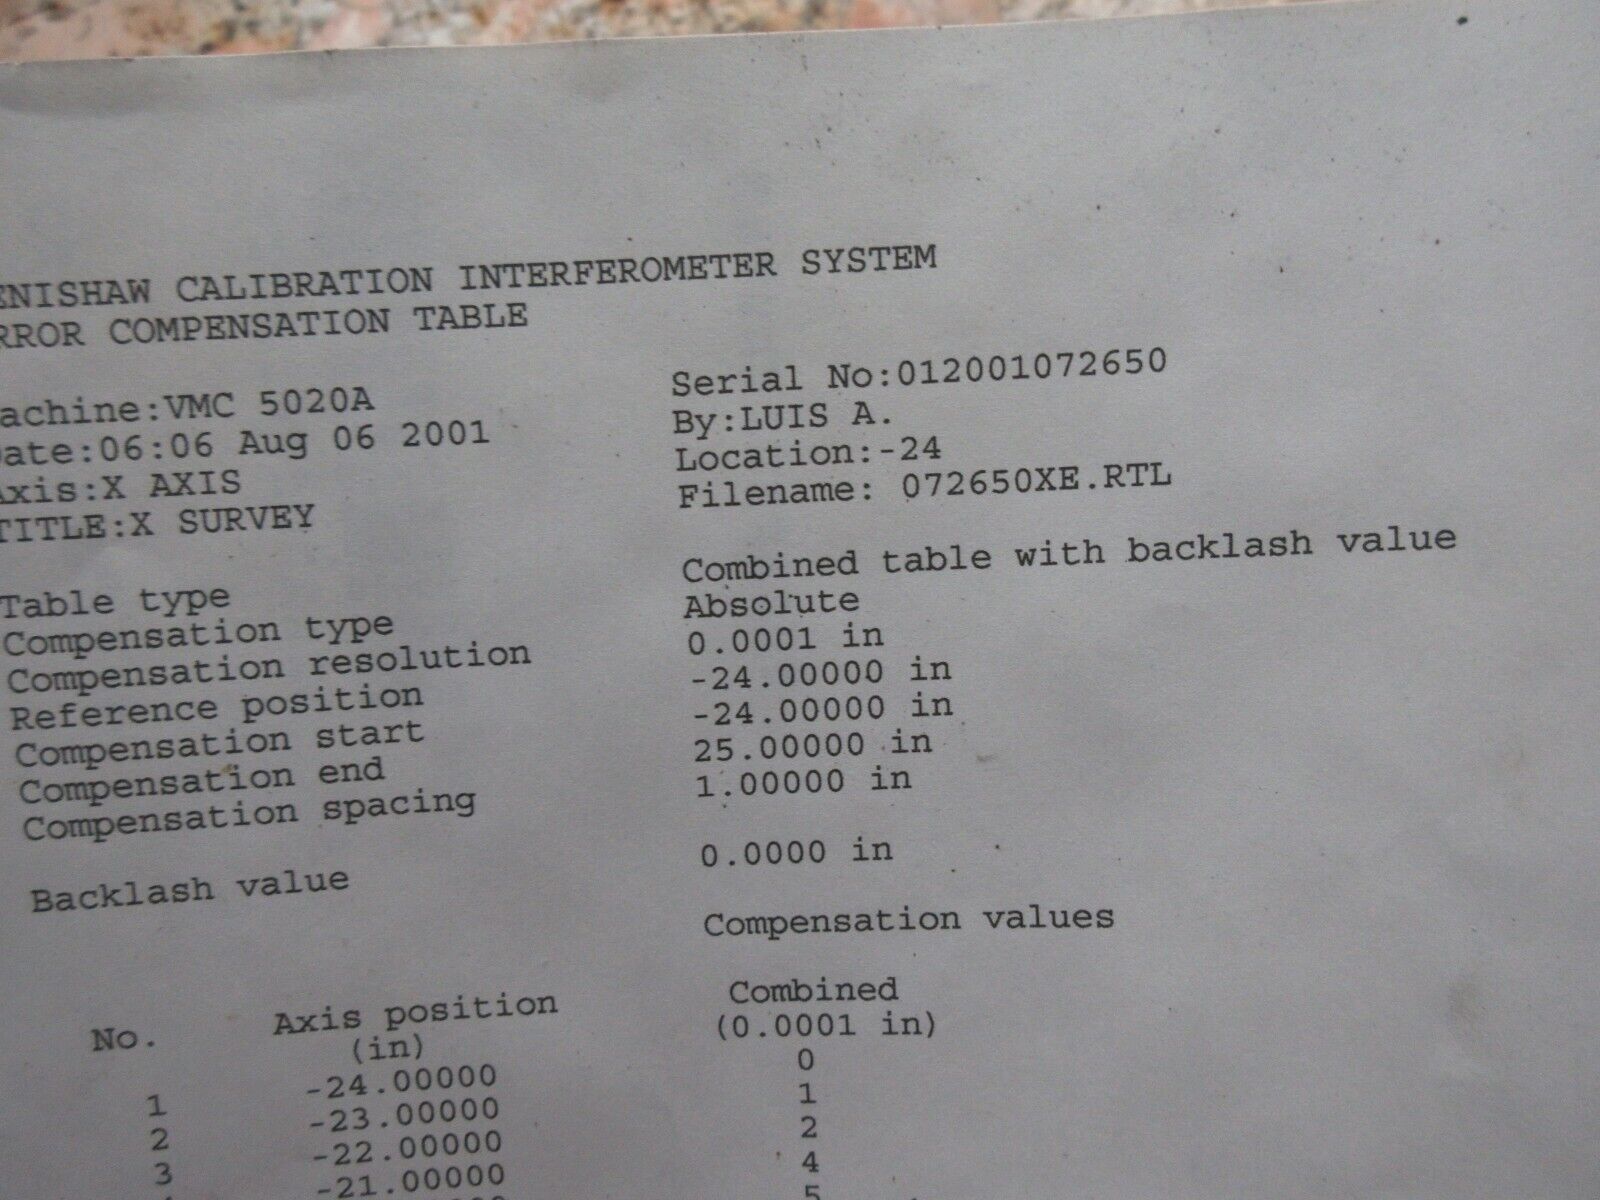 ENISHAW CALIBRATION INTERFEROMETER SYSTEM
RROR COMPENSATION TABLE
achine:VMC 5020A Serial No:012001072650
ate:06:06 Aug 06 2001 By:LUIS A.
Axis:X AXIS Location:-24
TITLE:X SURVEY Filename: 072650XE.RTL
Table type Combined table with backlash value
Compensation type Absolute
Compensation resolution 0.0001 in
Reference position -24.00000 in
Compensation start -24.00000 in
Compensation end 25.00000 in
Compensation spacing 1.00000 in
Backlash value 0.0000 in
Compensation values
No. Axis position Combined
(in) (0.0001 in)
1 -24.00000 0
2 -23.00000 1
3 -22.00000 2
-21.00000 4
5